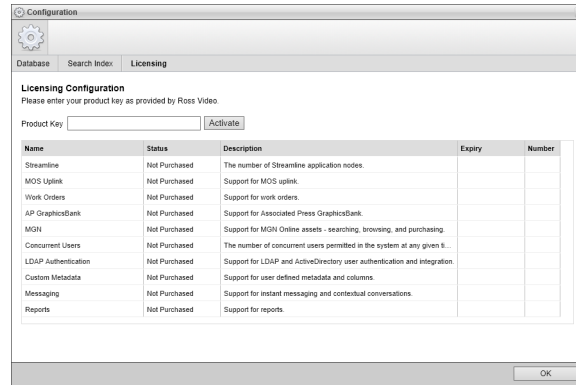 Configuration
Database Search Index Licensing
Licensing Configuration
Please enter your product key as provided by Ross Video.
Product Key Activate
Name Status Description Expiry Number
Streamline Not Purchased The number of Streamline application nodes.
MOS Uplink Not Purchased Support for MOS uplink.
Work Orders Not Purchased Support for work orders.
AP GraphicsBank Not Purchased Support for Associated Press GraphicsBank.
MGN Not Purchased Support for MGN Online assets - searching, browsing, and purchasing.
Concurrent Users Not Purchased The number of concurrent users permitted in the system at any given ti...
LDAP Authentication Not Purchased Support for LDAP and ActiveDirectory user authentication and integration.
Custom Metadata Not Purchased Support for user defined metadata and columns.
Messaging Not Purchased Support for instant messaging and contextual conversations.
Reports Not Purchased Support for reports.
OK